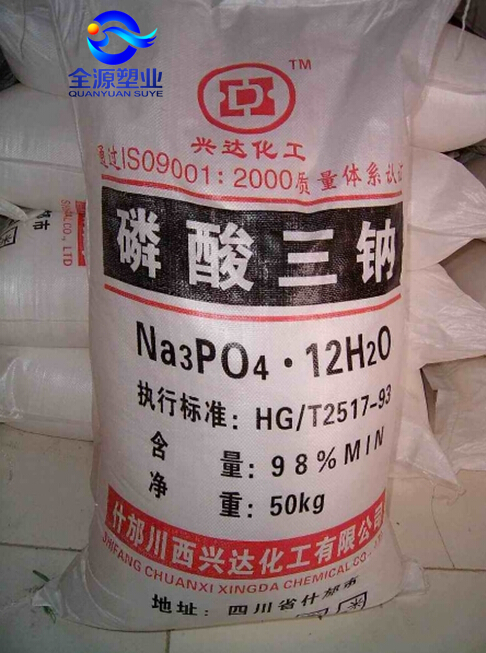 全源塑业
QUANYUAN SUYE
TM
兴达化工
通过ISO9001:2000质量体系认证
磷酸三钠
Na3PO4·12H2O
执行标准: HG/T2517-93
含 量: 98%MIN
净 重: 50kg
什邡川西兴达化工有限公司
SHIFANG CHUANXI XINGDA CHEMICAL CO.,LTD
地址: 四川省什邡市
CO., LTD